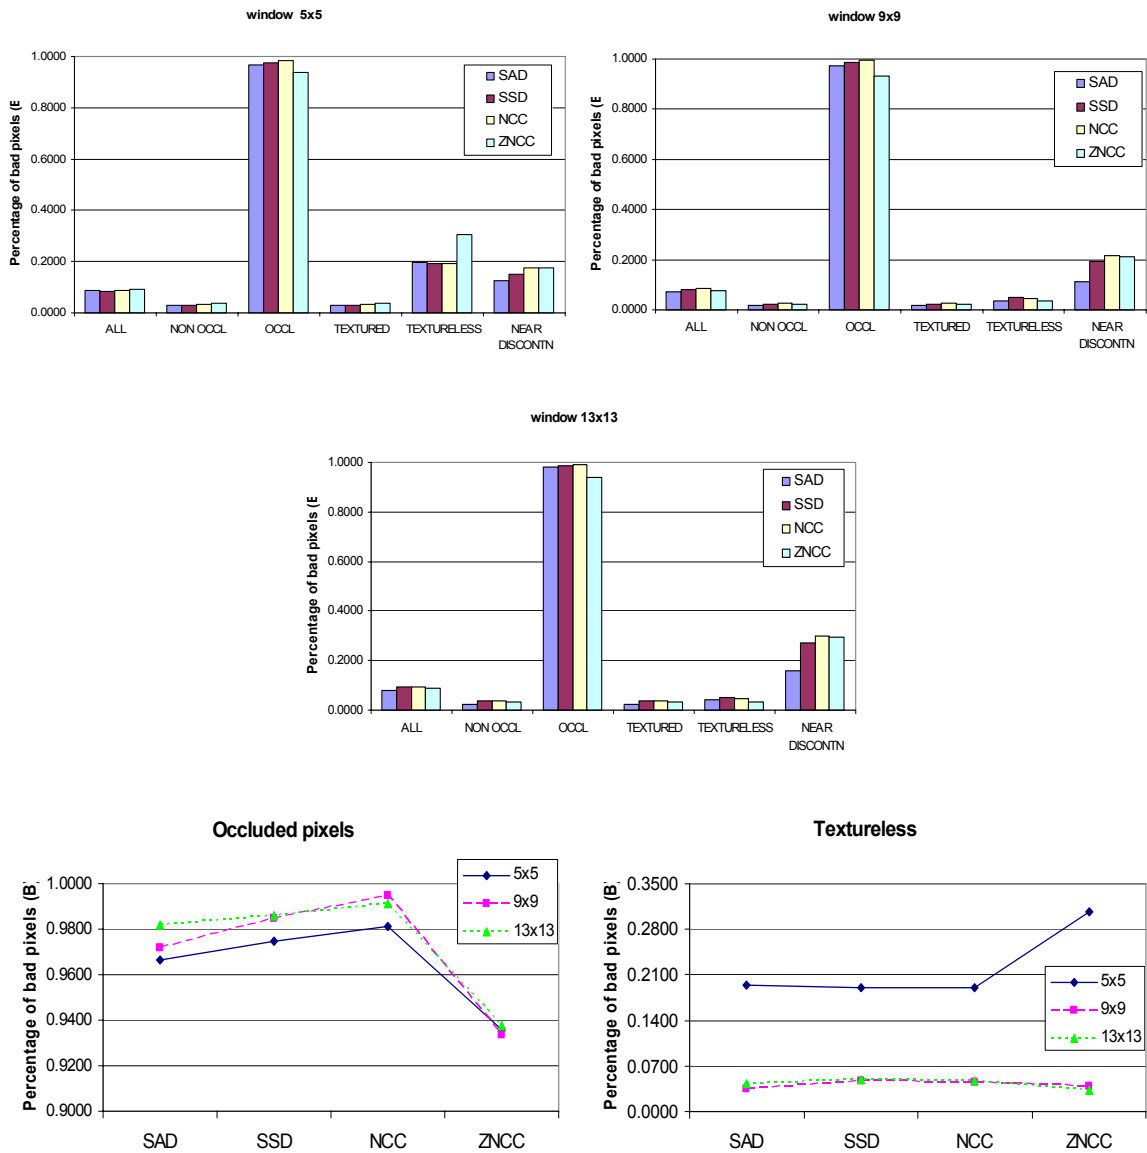 window 5x5
Percentage of bad pixels (E
1.0000
0.8000
0.6000
0.4000
0.2000
0.0000
SAD
SSD
NCC
ZNCC
ALL NON OCCL OCCL TEXTURED TEXTURELESS NEAR
DISCONTN
window 9x9
Percentage of bad pixels (E
1.0000
0.8000
0.6000
0.4000
0.2000
0.0000
SAD
SSD
NCC
ZNCC
ALL NON OCCL OCCL TEXTURED TEXTURELESS NEAR
DISCONTN
window 13x13
Percentage of bad pixels (E
1.0000
0.8000
0.6000
0.4000
0.2000
0.0000
SAD
SSD
NCC
ZNCC
ALL NON OCCL OCCL TEXTURED TEXTURELESS NEAR
DISCONTN
Occluded pixels
Percentage of bad pixels (B)
1.0000
0.9800
0.9600
0.9400
0.9200
0.9000
5x5
9x9
13x13
SAD SSD NCC ZNCC
Textureless
Percentage of bad pixels (B)
0.3500
0.2800
0.2100
0.1400
0.0700
0.0000
5x5
9x9
13x13
SAD SSD NCC ZNCC